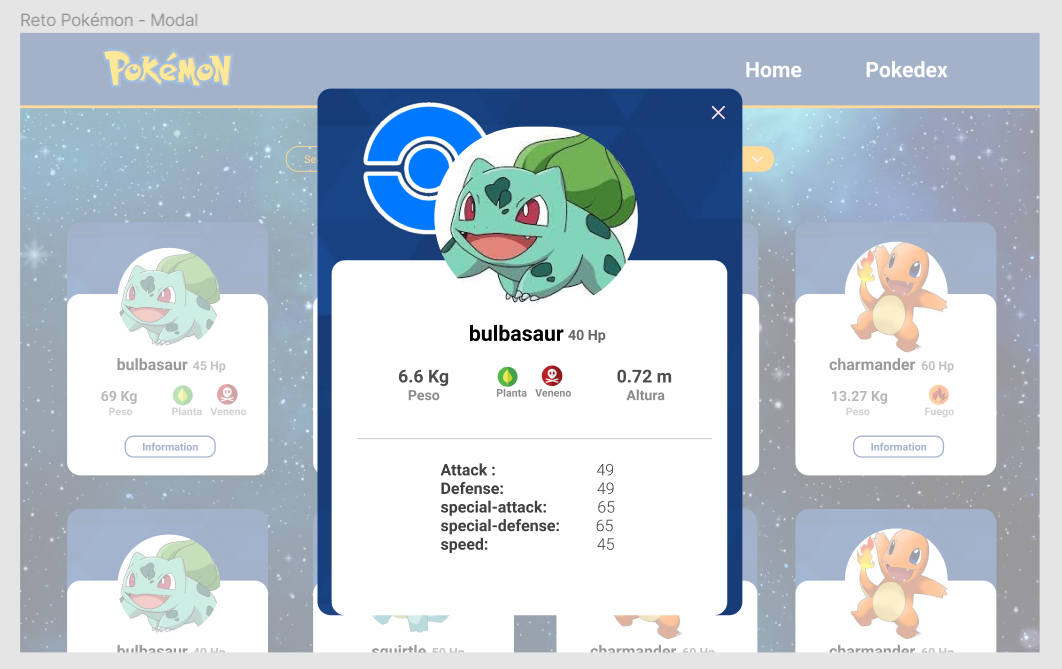 Reto Pokémon - Modal
POKéMON
Home
Pokedex
Se
bulbasaur 40 Hp
6.6 Kg
Peso
Planta
Veneno
0.72 m
Altura
Attack : 49
Defense: 49
special-attack: 65
special-defense: 65
speed: 45
bulbasaur 45 Hp
69 Kg
Peso
Planta
Veneno
Information
charmander 60 Hp
13.27 Kg
Peso
Fuego
Information
bulbasaur 40 Hp
squirtle 50 Hp
charmander 60 Hp
charmander 60 Hp